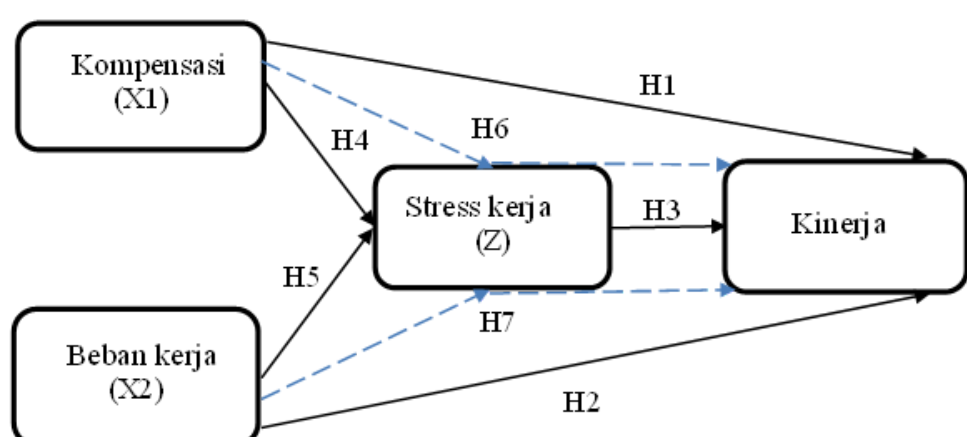 Kompensasi
(X1)
H1
H4
H6
Stress kerja
(Z)
H3
Kinerja
H5
H7
Beban kerja
(X2)
H2